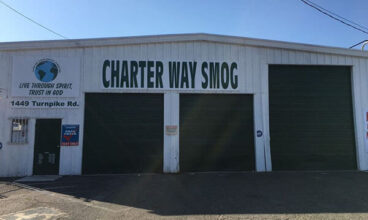 CHARTER WAY SMOG
LIVE THROUGH SPIRIT,
TRUST IN GOD
1449 Turnpike Rd.